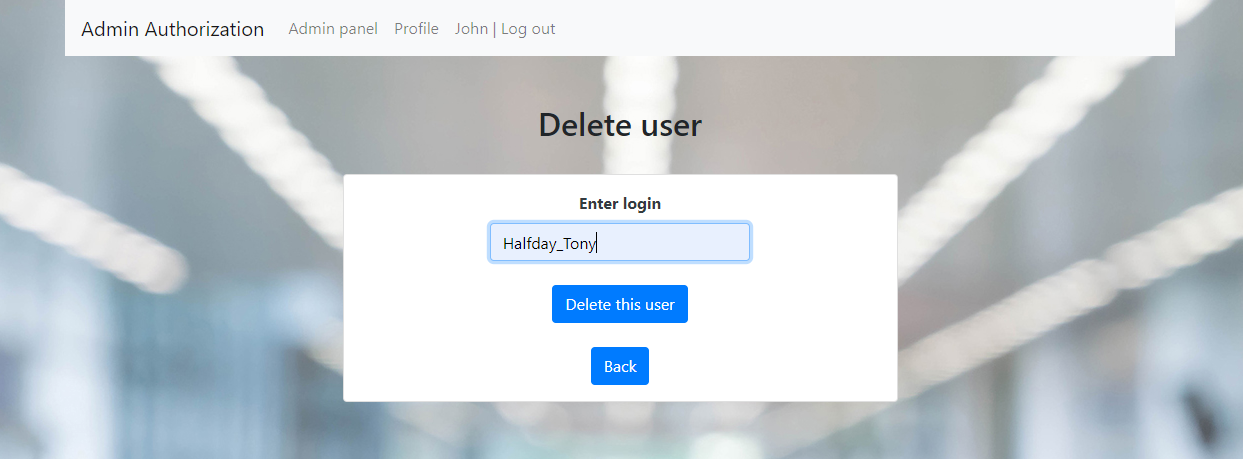 Admin Authorization Admin panel Profile John | Log out
Delete user
Enter login
Halfday_Tony
Delete this user
Back